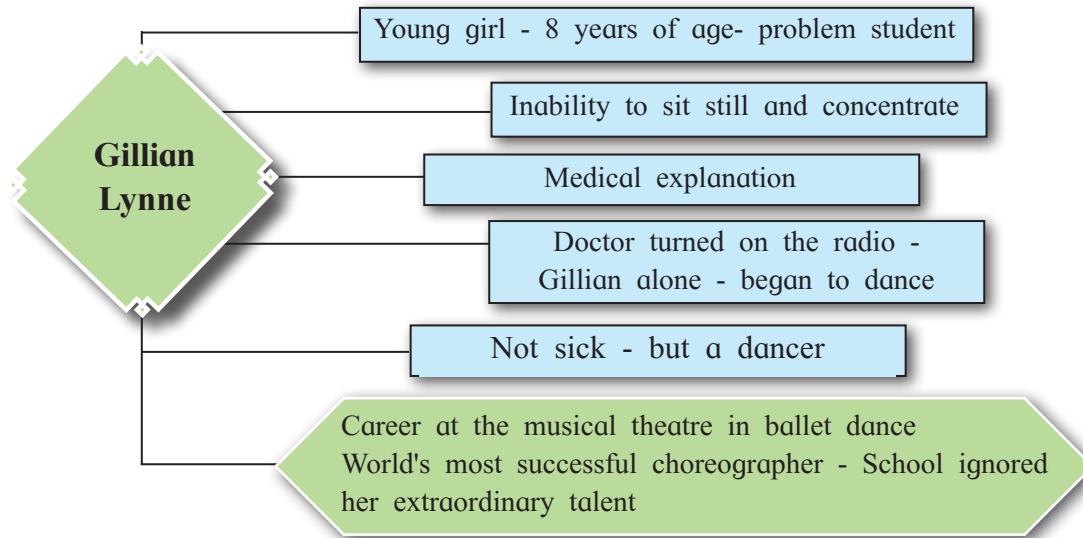 Gillian
Lynne
Young girl - 8 years of age- problem student
Inability to sit still and concentrate
Medical explanation
Doctor turned on the radio -
Gillian alone - began to dance
Not sick - but a dancer
Career at the musical theatre in ballet dance
World's most successful choreographer - School ignored
her extraordinary talent